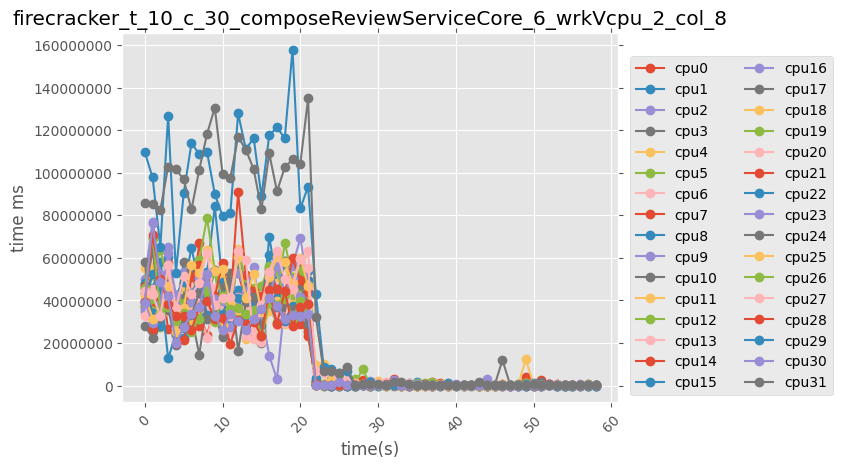 firecracker_t_10_c_30_composeReviewServiceCore_6_wrkVcpu_2_col_8
160000000
140000000
120000000
100000000
80000000
60000000
40000000
20000000
0
time ms
0
10
20
30
40
50
60
time(s)
cpu0
cpu1
cpu2
cpu3
cpu4
cpu5
cpu6
cpu7
cpu8
cpu9
cpu10
cpu11
cpu12
cpu13
cpu14
cpu15
cpu16
cpu17
cpu18
cpu19
cpu20
cpu21
cpu22
cpu23
cpu24
cpu25
cpu26
cpu27
cpu28
cpu29
cpu30
cpu31